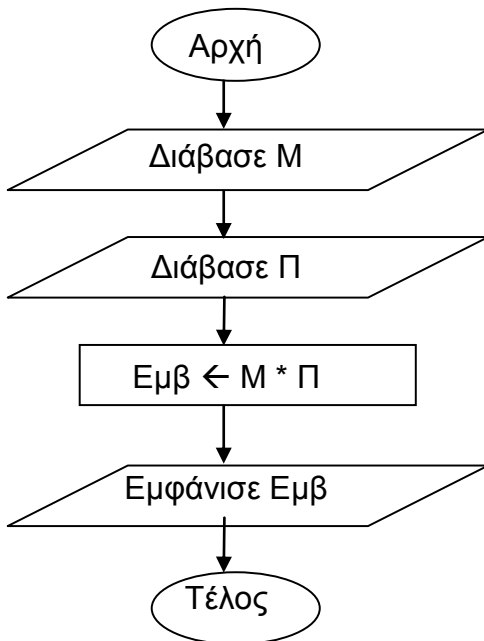 Αρχή
Διάβασε Μ
Διάβασε Π
Εμβ ← Μ * Π
Εμφάνισε Εμβ
Τέλος